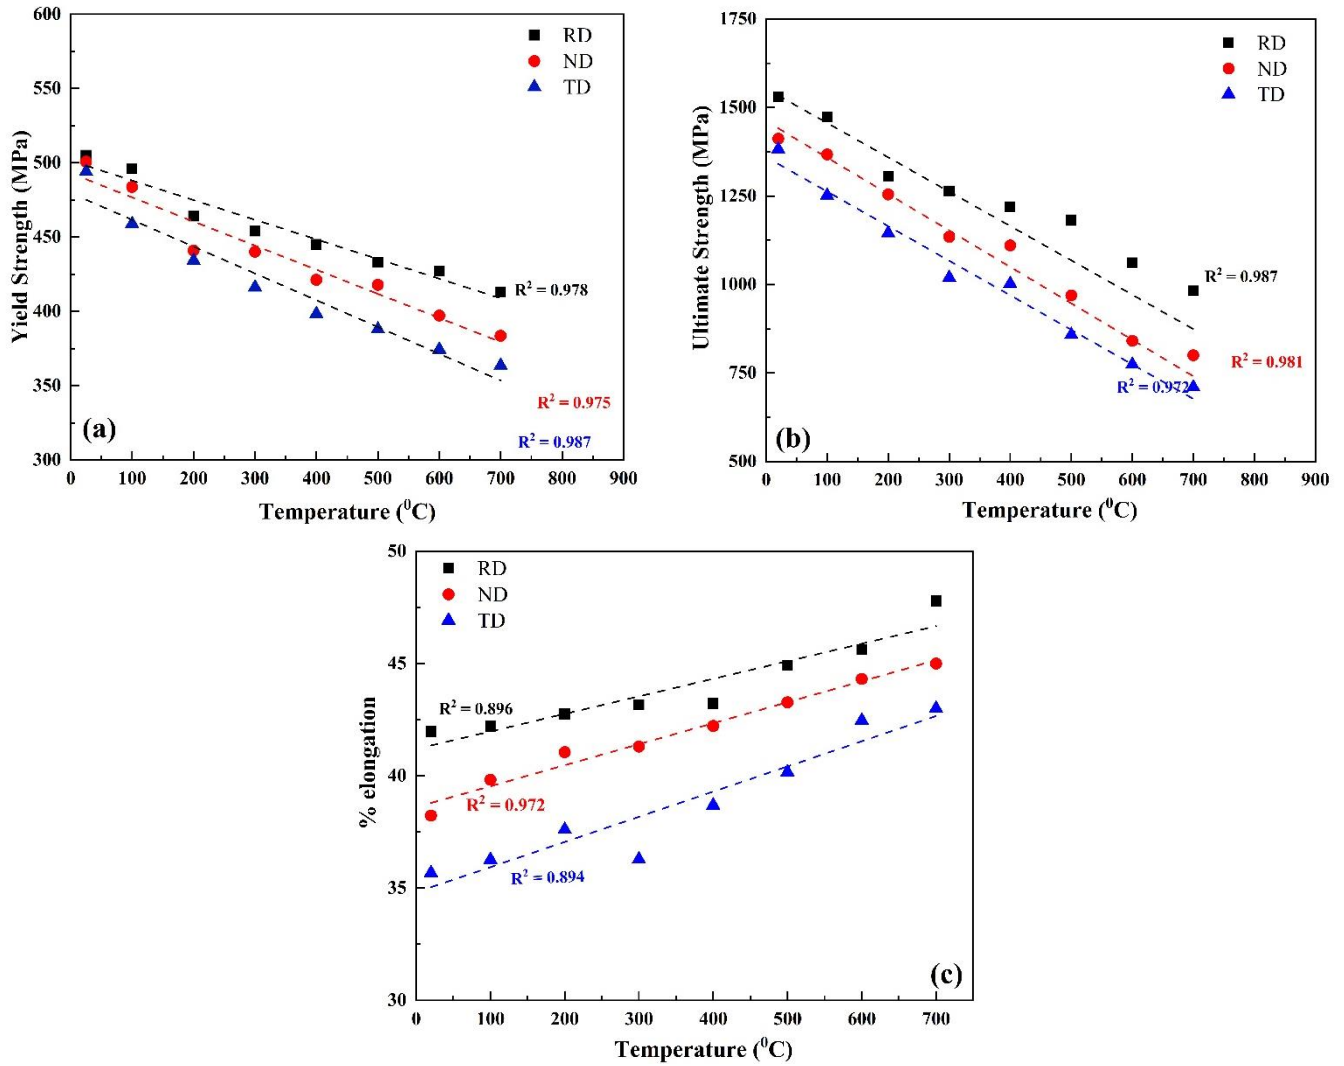 600
550
500
450
400
350
300
Yield Strength (MPa)
RD
ND
TD
R² = 0.978
R² = 0.975
R² = 0.987
(a)
0 100 200 300 400 500 600 700 800 900
Temperature (⁰C)
1750
1500
1250
1000
750
500
Ultimate Strength (MPa)
RD
ND
TD
R² = 0.987
R² = 0.981
R² = 0.972
(b)
0 100 200 300 400 500 600 700 800 900
Temperature (⁰C)
50
45
40
35
30
% elongation
RD
ND
TD
R² = 0.896
R² = 0.972
R² = 0.894
(c)
0 100 200 300 400 500 600 700
Temperature (⁰C)